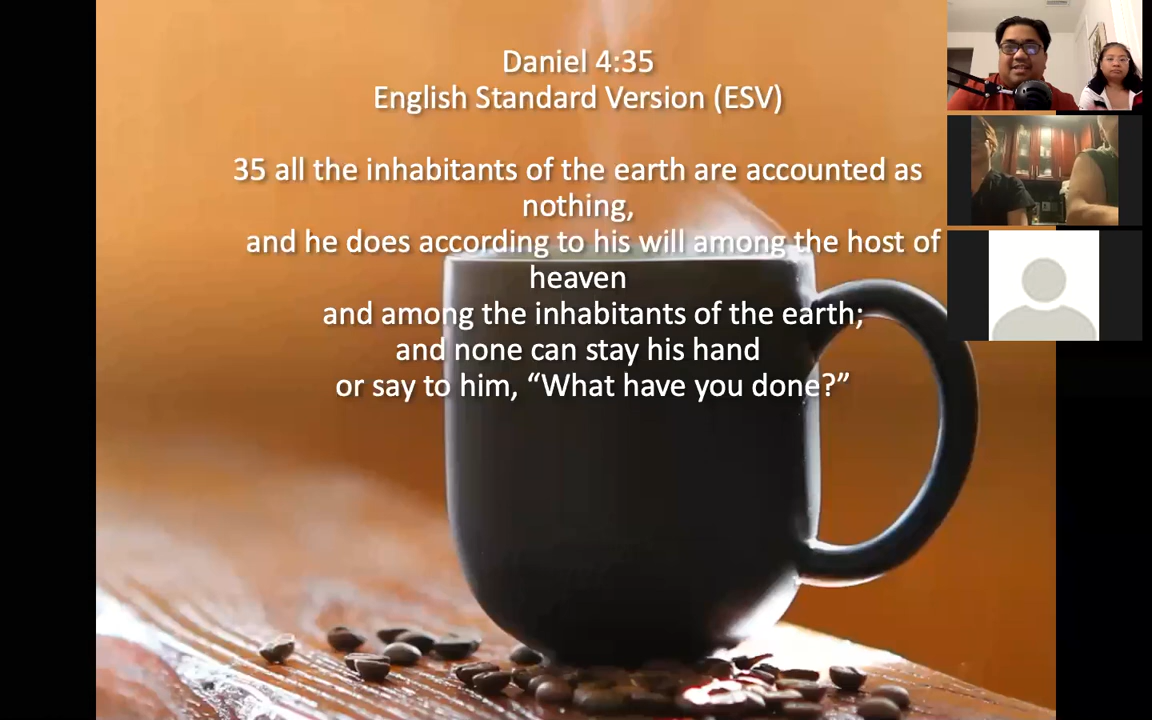 Daniel 4:35
English Standard Version (ESV)
35 all the inhabitants of the earth are accounted as
nothing,
and he does according to his will among the host of
heaven
and among the inhabitants of the earth;
and none can stay his hand
or say to him, “What have you done?”